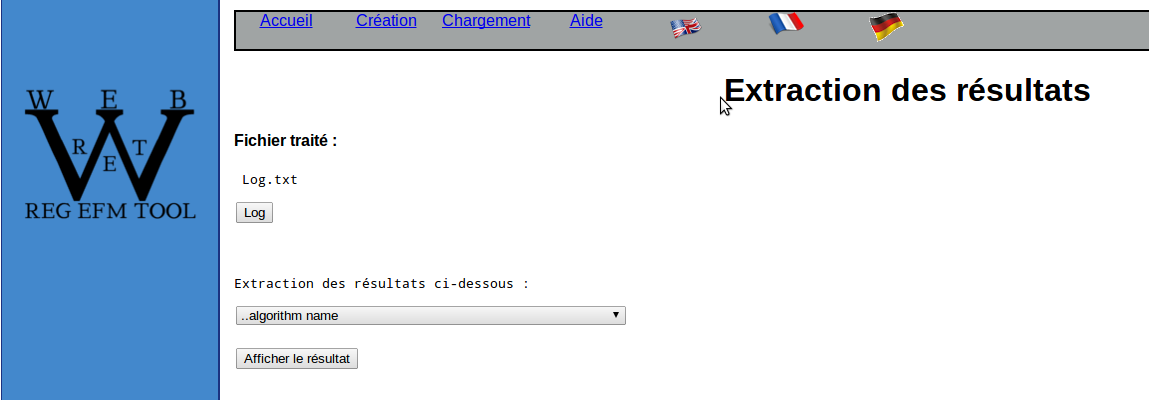 Accueil Création Chargement Aide
W E B
R E T
REG EFM TOOL
Extraction des résultats
Fichier traité :
Log.txt
Log
Extraction des résultats ci-dessous :
..algorithm name
Afficher le résultat